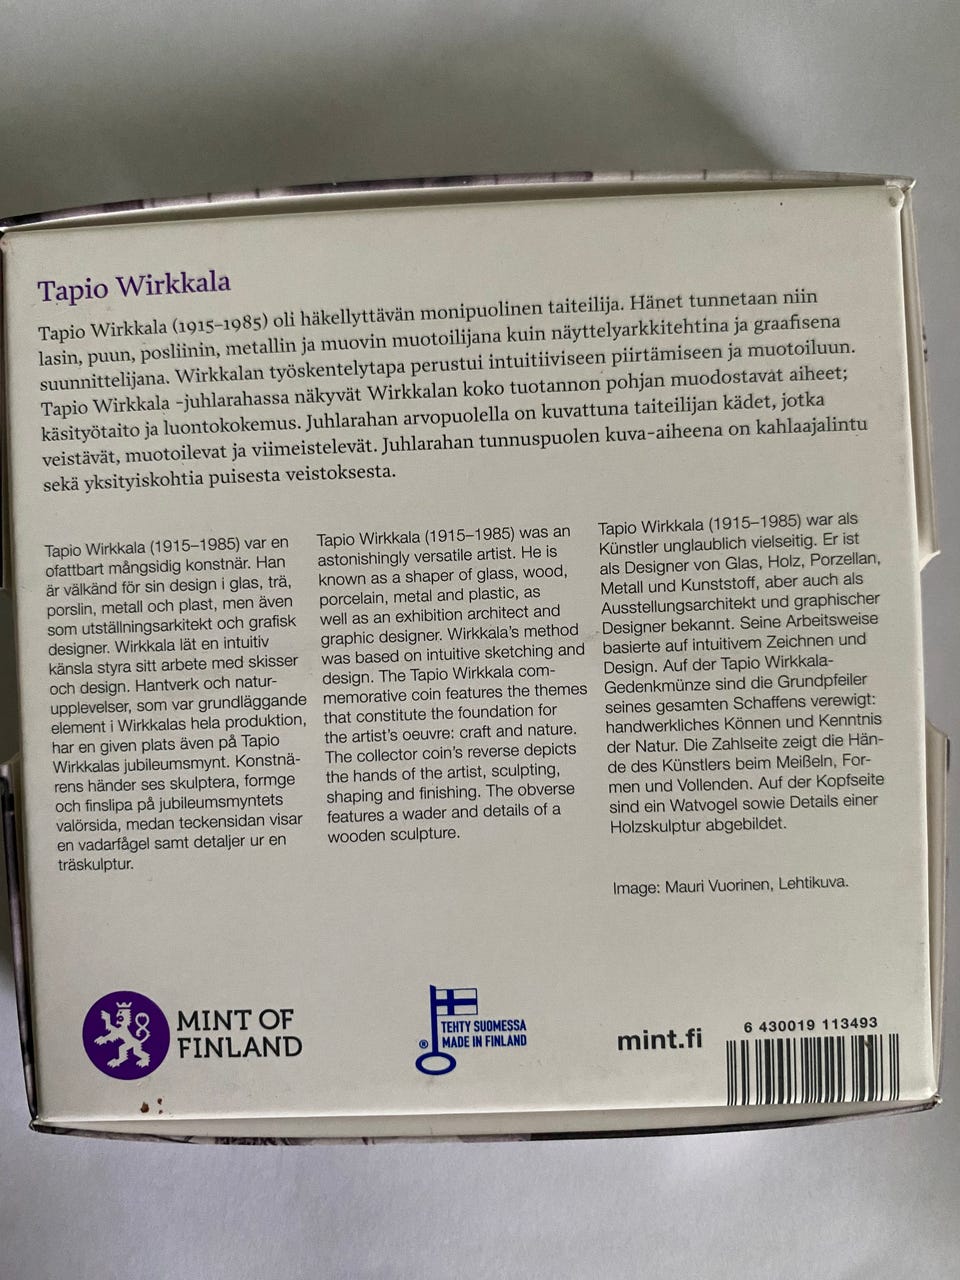 Tapio Wirkkala
Tapio Wirkkala (1915–1985) oli häkellyttävän monipuolinen taiteilija. Hänet tunnetaan niin
lasin, puun, posliinin, metallin ja muovin muotoilijana kuin näyttelyarkkitehtina ja graafisena
suunnittelijana. Wirkkalan työskentelytapa perustui intuitiiviseen piirtämiseen ja muotoiluun.
Tapio Wirkkala -juhlarahassa näkyvät Wirkkalan koko tuotannon pohjan muodostavat aiheet;
käsityötaito ja luontokokemus. Juhlarahan arvopuolella on kuvattuna taiteilijan kädet, jotka
veistävät, muotoilevat ja viimeistelevät. Juhlarahan tunnuspuolen kuva-aiheena on kahlaajalintu
sekä yksityiskohtia puisesta veistoksesta.
Tapio Wirkkala (1915–1985) var en
ofattbart mångsidig konstnär. Han
är välkänd för sin design i glas, trä,
porslin, metall och plast, men även
som utställningsarkitekt och grafisk
designer. Wirkkala lät en intuitiv
känsla styra sitt arbete med skisser
och design. Hantverk och natur-
upplevelser, som var grundläggande
element i Wirkkalas hela produktion,
har en given plats även på Tapio
Wirkkalas jubileumsmynt. Konstnä-
rens händer ses skulptera, formge
och finslipa på jubileumsmyntets
valörsida, medan teckensidan visar
en vadarfågel samt detaljer ur en
träskulptur.
Tapio Wirkkala (1915–1985) was an
astonishingly versatile artist. He is
known as a shaper of glass, wood,
porcelain, metal and plastic, as
well as an exhibition architect and
graphic designer. Wirkkala's method
was based on intuitive sketching and
design. The Tapio Wirkkala com-
memorative coin features the themes
that constitute the foundation for
the artist's oeuvre: craft and nature.
The collector coin's reverse depicts
the hands of the artist, sculpting,
shaping and finishing. The obverse
features a wader and details of a
wooden sculpture.
Tapio Wirkkala (1915–1985) war als
Künstler unglaublich vielseitig. Er ist
als Designer von Glas, Holz, Porzellan,
Metall und Kunststoff, aber auch als
Ausstellungsarchitekt und graphischer
Designer bekannt. Seine Arbeitsweise
basierte auf intuitivem Zeichnen und
Design. Auf der Tapio Wirkkala-
Gedenkmünze sind die Grundpfeiler
seines gesamten Schaffens verewigt:
handwerkliches Können und Kenntnis
der Natur. Die Zahlseite zeigt die Hän-
de des Künstlers beim Meißeln, For-
men und Vollenden. Auf der Kopfseite
sind ein Watvogel sowie Details einer
Holzskulptur abgebildet.
Image: Mauri Vuorinen, Lehtikuva.
MINT OF
FINLAND
TEHTY SUOMESSA
® MADE IN FINLAND
mint.fi
6 430019 113493